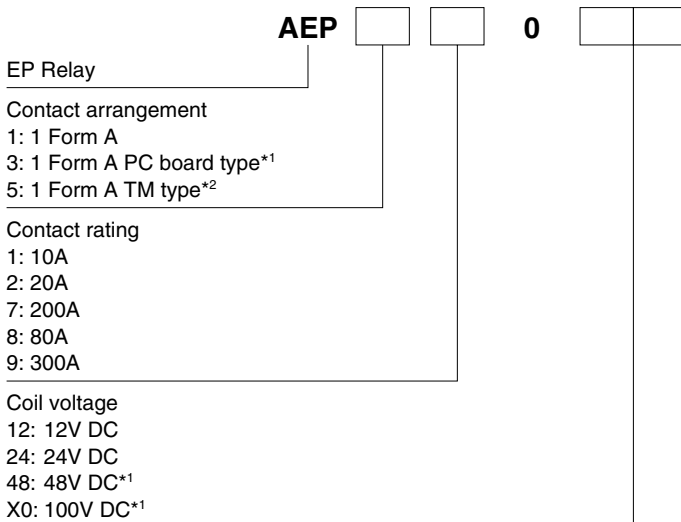 AEP 0
EP Relay
Contact arrangement
1: 1 Form A
3: 1 Form A PC board type*1
5: 1 Form A TM type*2
Contact rating
1: 10A
2: 20A
7: 200A
8: 80A
9: 300A
Coil voltage
12: 12V DC
24: 24V DC
48: 48V DC*1
X0: 100V DC*1